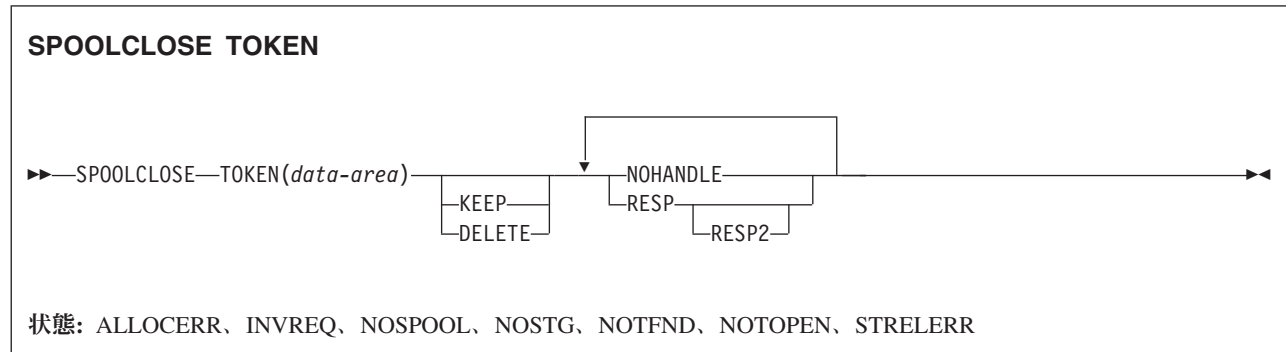 SPOOLCLOSE TOKEN
SPOOLCLOSE TOKEN(data-area) NOHANDLE
KEEP RESP
DELETE RESP2
状態: ALLOCERR、INVREQ、NOSPOOL、NOSTG、NOTFND、NOTOPEN、STRELERR